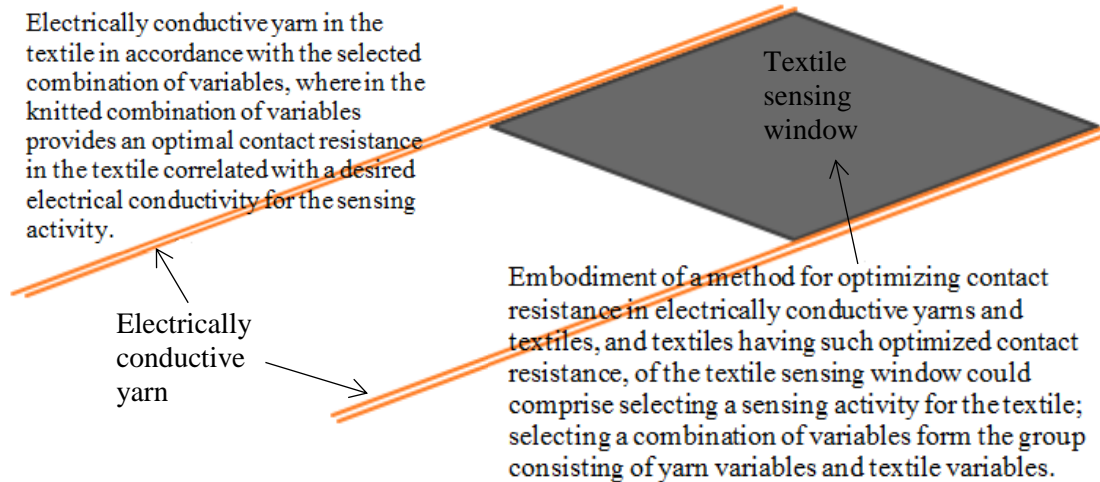 Electrically conductive yarn in the
textile in accordance with the selected
combination of variables, where in the
knitted combination of variables
provides an optimal contact resistance
in the textile correlated with a desired
electrical conductivity for the sensing
activity.
Textile
sensing
window
Electrically
conductive
yarn
Embodiment of a method for optimizing contact
resistance in electrically conductive yarns and
textiles, and textiles having such optimized contact
resistance, of the textile sensing window could
comprise selecting a sensing activity for the textile;
selecting a combination of variables form the group
consisting of yarn variables and textile variables.